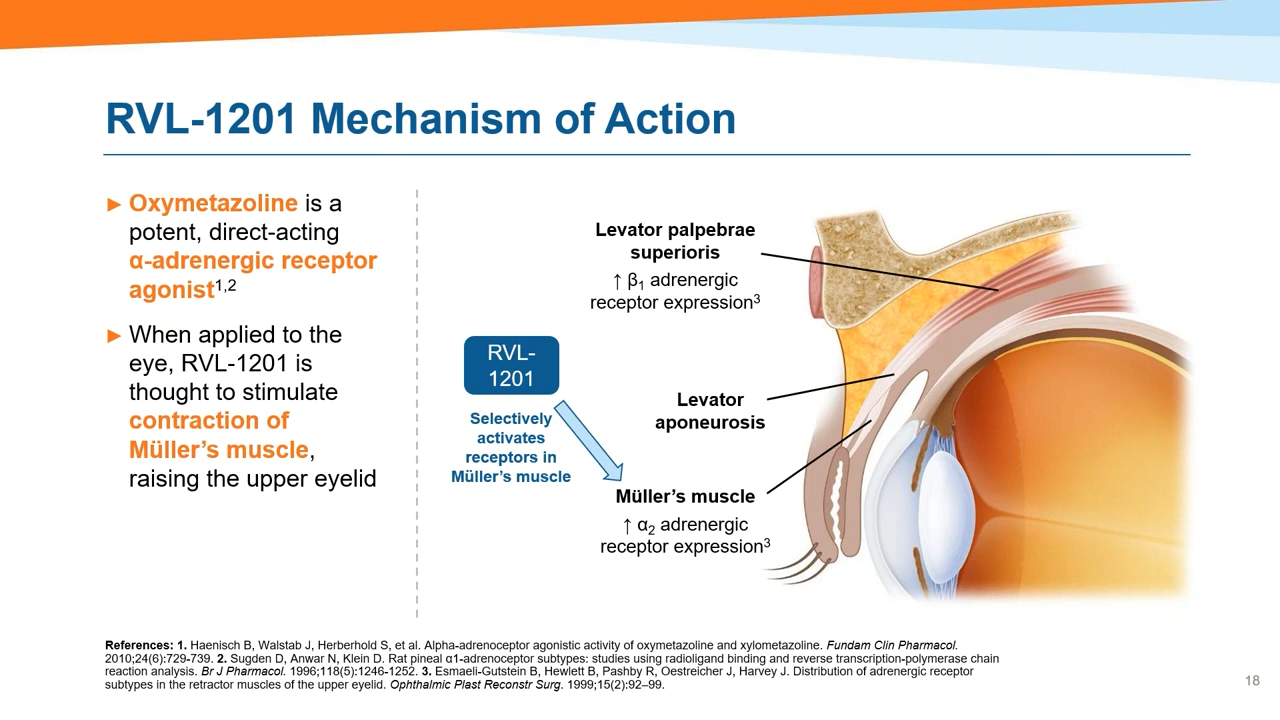 RVL-1201 Mechanism of Action
► Oxymetazoline is a
potent, direct-acting
α-adrenergic receptor
agonist1,2
► When applied to the
eye, RVL-1201 is
thought to stimulate
contraction of
Müller’s muscle,
raising the upper eyelid
RVL-
1201
Selectively
activates
receptors in
Müller’s muscle
Levator palpebrae
superioris
↑ β1 adrenergic
receptor expression3
Levator
aponeurosis
Müller’s muscle
↑ α2 adrenergic
receptor expression3
References: 1. Haenisch B, Walstab J, Herberhold S, et al. Alpha-adrenoceptor agonistic activity of oxymetazoline and xylometazoline. Fundam Clin Pharmacol.
2010;24(6):729-739. 2. Sugden D, Anwar N, Klein D. Rat pineal α1-adrenoceptor subtypes: studies using radioligand binding and reverse transcription-polymerase chain
reaction analysis. Br J Pharmacol. 1996;118(5):1246-1252. 3. Esmaeli-Gutstein B, Hewlett B, Pashby R, Oestreicher J, Harvey J. Distribution of adrenergic receptor
subtypes in the retractor muscles of the upper eyelid. Ophthalmic Plast Reconstr Surg. 1999;15(2):92–99.
18